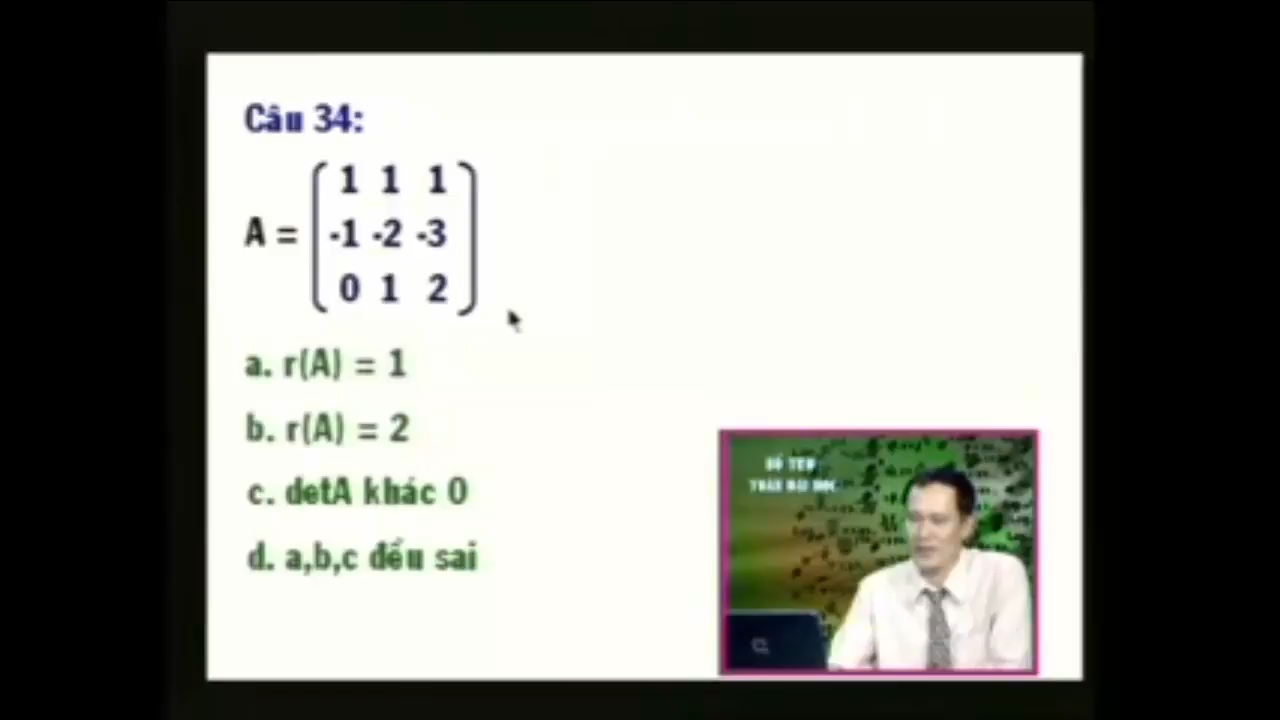 Câu 34:
1 1 1
A = -1 -2 -3
0 1 2
a. r(A) = 1
b. r(A) = 2
c. detA khác 0
d. a,b,c đều sai